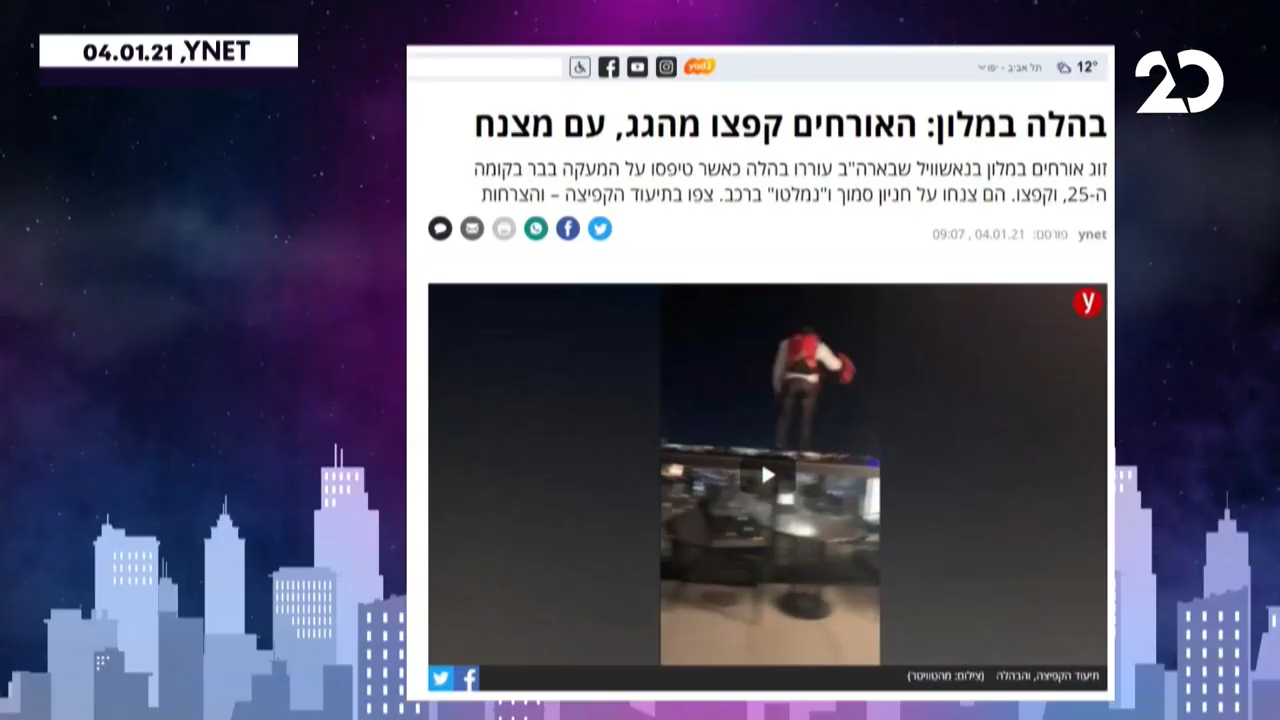 04.01.21 ,YNET
20
yad2
תל אביב - יפו
12°
בהלה במלון: האורחים קפצו מהגג, עם מצנח
זוג אורחים במלון בנאשוויל שבארה"ב עוררו בהלה כאשר טיפסו על המעקה בבר בקומה
ה-25, וקפצו. הם צנחו על חניון סמוך ו"נמלטו" ברכב. צפו בתיעוד הקפיצה – והצרחות
ynet פורסם: 04.01.21 , 09:07
y
תיעוד הקפיצה, והבהלה (צילום: מהטוויטר)